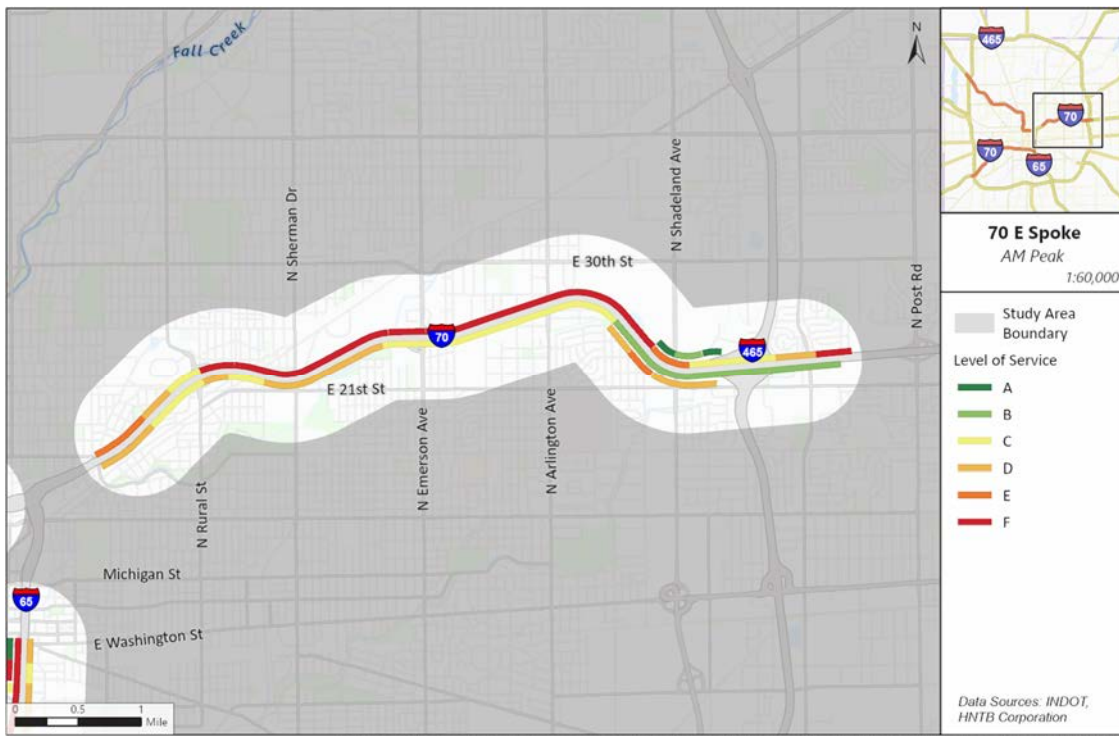 Fall Creek
N
465
70
70
65
N Sherman Dr
N Shadeland Ave
E 30th St
N Post Rd
70
465
E 21st St
N Emerson Ave
N Arlington Ave
N Rural St
Michigan St
65
E Washington St
0 0.5 1
Mile
70 E Spoke
AM Peak
1:60,000
Study Area
Boundary
Level of Service
A
B
C
D
E
F
Data Sources: INDOT,
HNTB Corporation